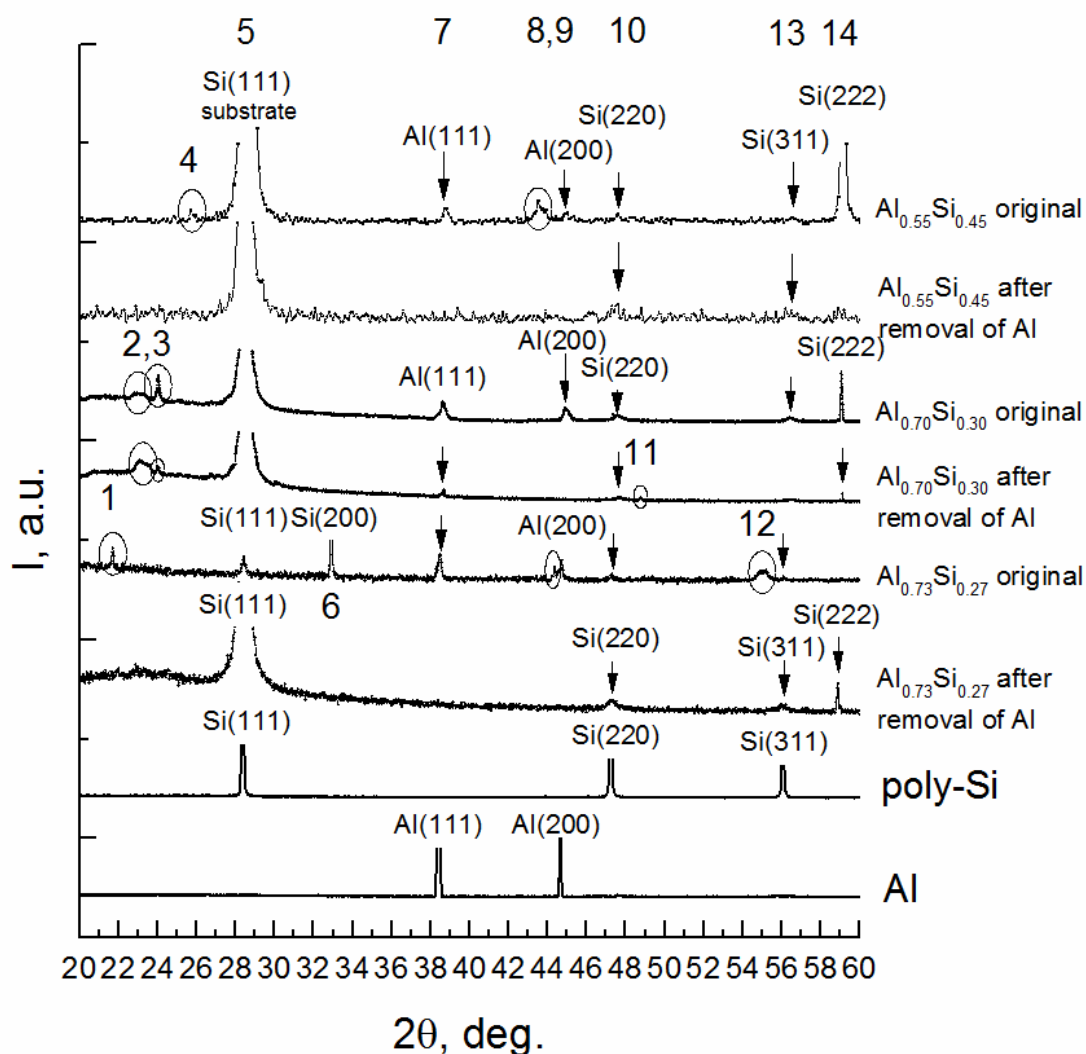 5 7 8,9 10 13 14
Si(111)
substrate
Si(222)
Si(220)
Al(111)
Al(200)
Si(311)
4
Al0.55Si0.45 original
Al0.55Si0.45 after
removal of Al
2,3
Al(200)
Si(220)
Si(222)
Al(111)
Al0.70Si0.30 original
11
Al0.70Si0.30 after
removal of Al
1
Si(111) Si(200)
Al(200)
12
Al0.73Si0.27 original
6
Si(111)
Si(222)
Si(220)
Si(311)
Al0.73Si0.27 after
removal of Al
Si(111)
Si(220)
Si(311)
poly-Si
Al(111) Al(200)
Al
I, a.u.
20 22 24 26 28 30 32 34 36 38 40 42 44 46 48 50 52 54 56 58 60
2θ, deg.